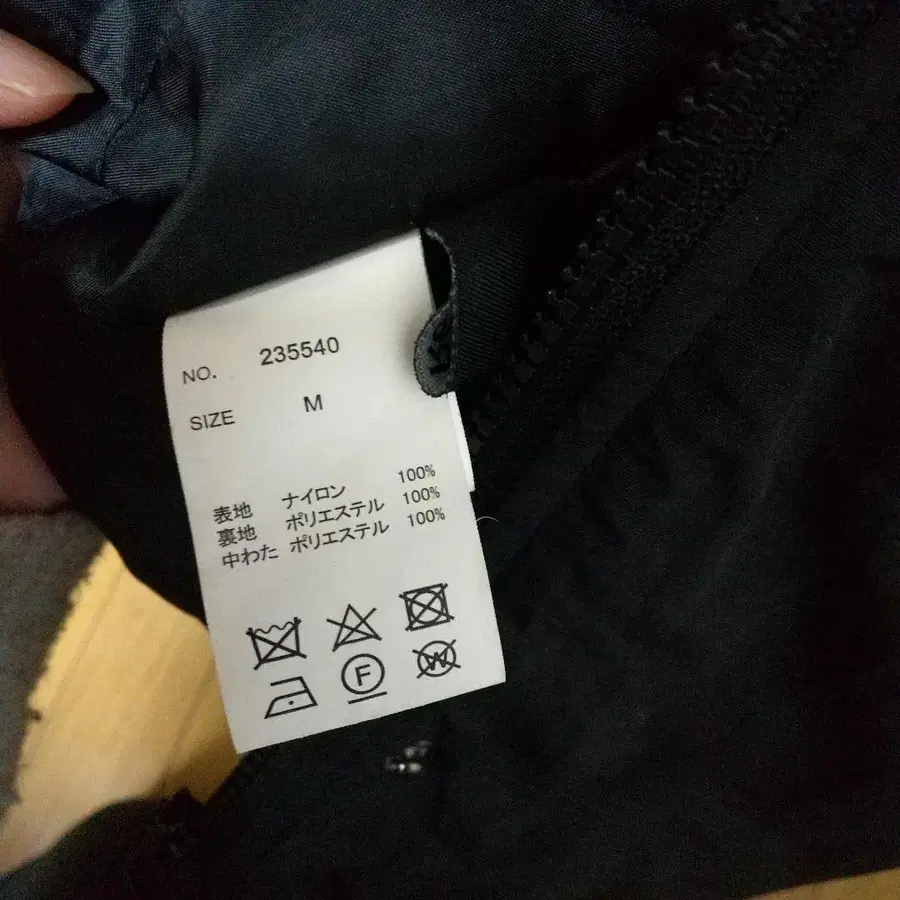 NO. 235540
SIZE M
表地 ナイロン 100%
裏地 ポリエステル 100%
中わた ポリエステル 100%
F
W